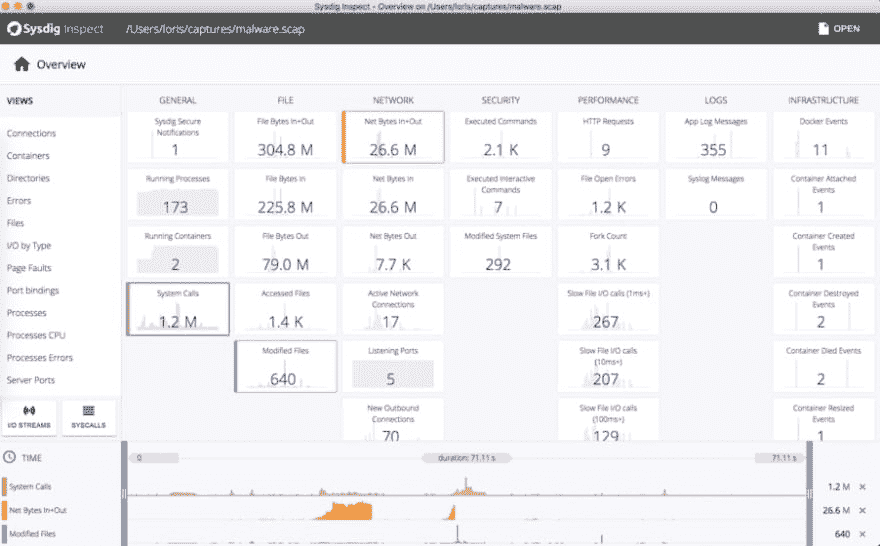 Sysdig Inspect - Overview on /Users/loris/captures/malware.scap
Sysdig Inspect /Users/loris/captures/malware.scap OPEN
Overview
VIEWS
Connections
Containers
Directories
Errors
Files
I/O by Type
Page Faults
Port bindings
Processes
Processes CPU
Processes Errors
Server Ports
I/O STREAMS
SYSCALLS
GENERAL
Sysdig Secure
Notifications
1
Running Processes
173
Running Containers
2
System Calls
1.2 M
FILE
File Bytes In+Out
304.8 M
File Bytes In
225.8 M
File Bytes Out
79.0 M
Accessed Files
1.4 K
Modified Files
640
NETWORK
Net Bytes In+Out
26.6 M
Net Bytes In
26.6 M
Net Bytes Out
7.7 K
Active Network
Connections
17
Listening Ports
5
New Outbound
Connections
70
SECURITY
Executed Commands
2.1 K
Executed Interactive
Commands
7
Modified System Files
292
PERFORMANCE
HTTP Requests
9
File Open Errors
1.2 K
Fork Count
3.1 K
Slow File I/O calls (1ms+)
267
Slow File I/O calls
(10ms+)
207
Slow File I/O calls
(100ms+)
129
LOGS
App Log Messages
355
Syslog Messages
0
INFRASTRUCTURE
Docker Events
11
Container Attached
Events
1
Container Created
Events
1
Container Destroyed
Events
2
Container Died Events
2
Container Resized
Events
1
TIME 0 duration: 71.11 s 71.11 s
System Calls 1.2 M ×
Net Bytes In+Out 26.6 M ×
Modified Files 640 ×